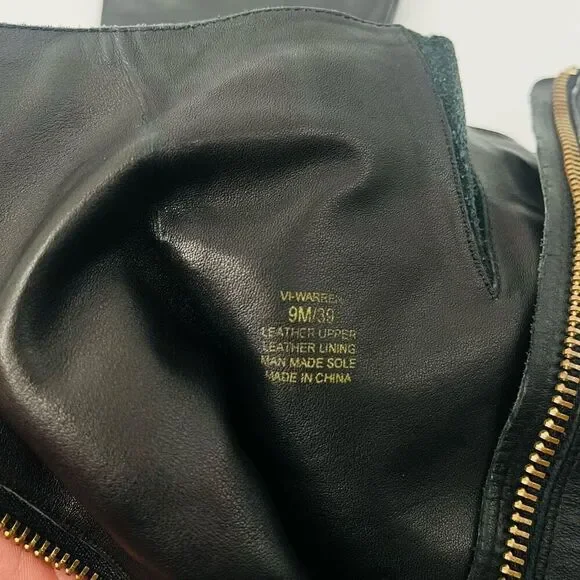 VI-WARREN
9M/39
LEATHER UPPER
LEATHER LINING
MAN MADE SOLE
MADE IN CHINA